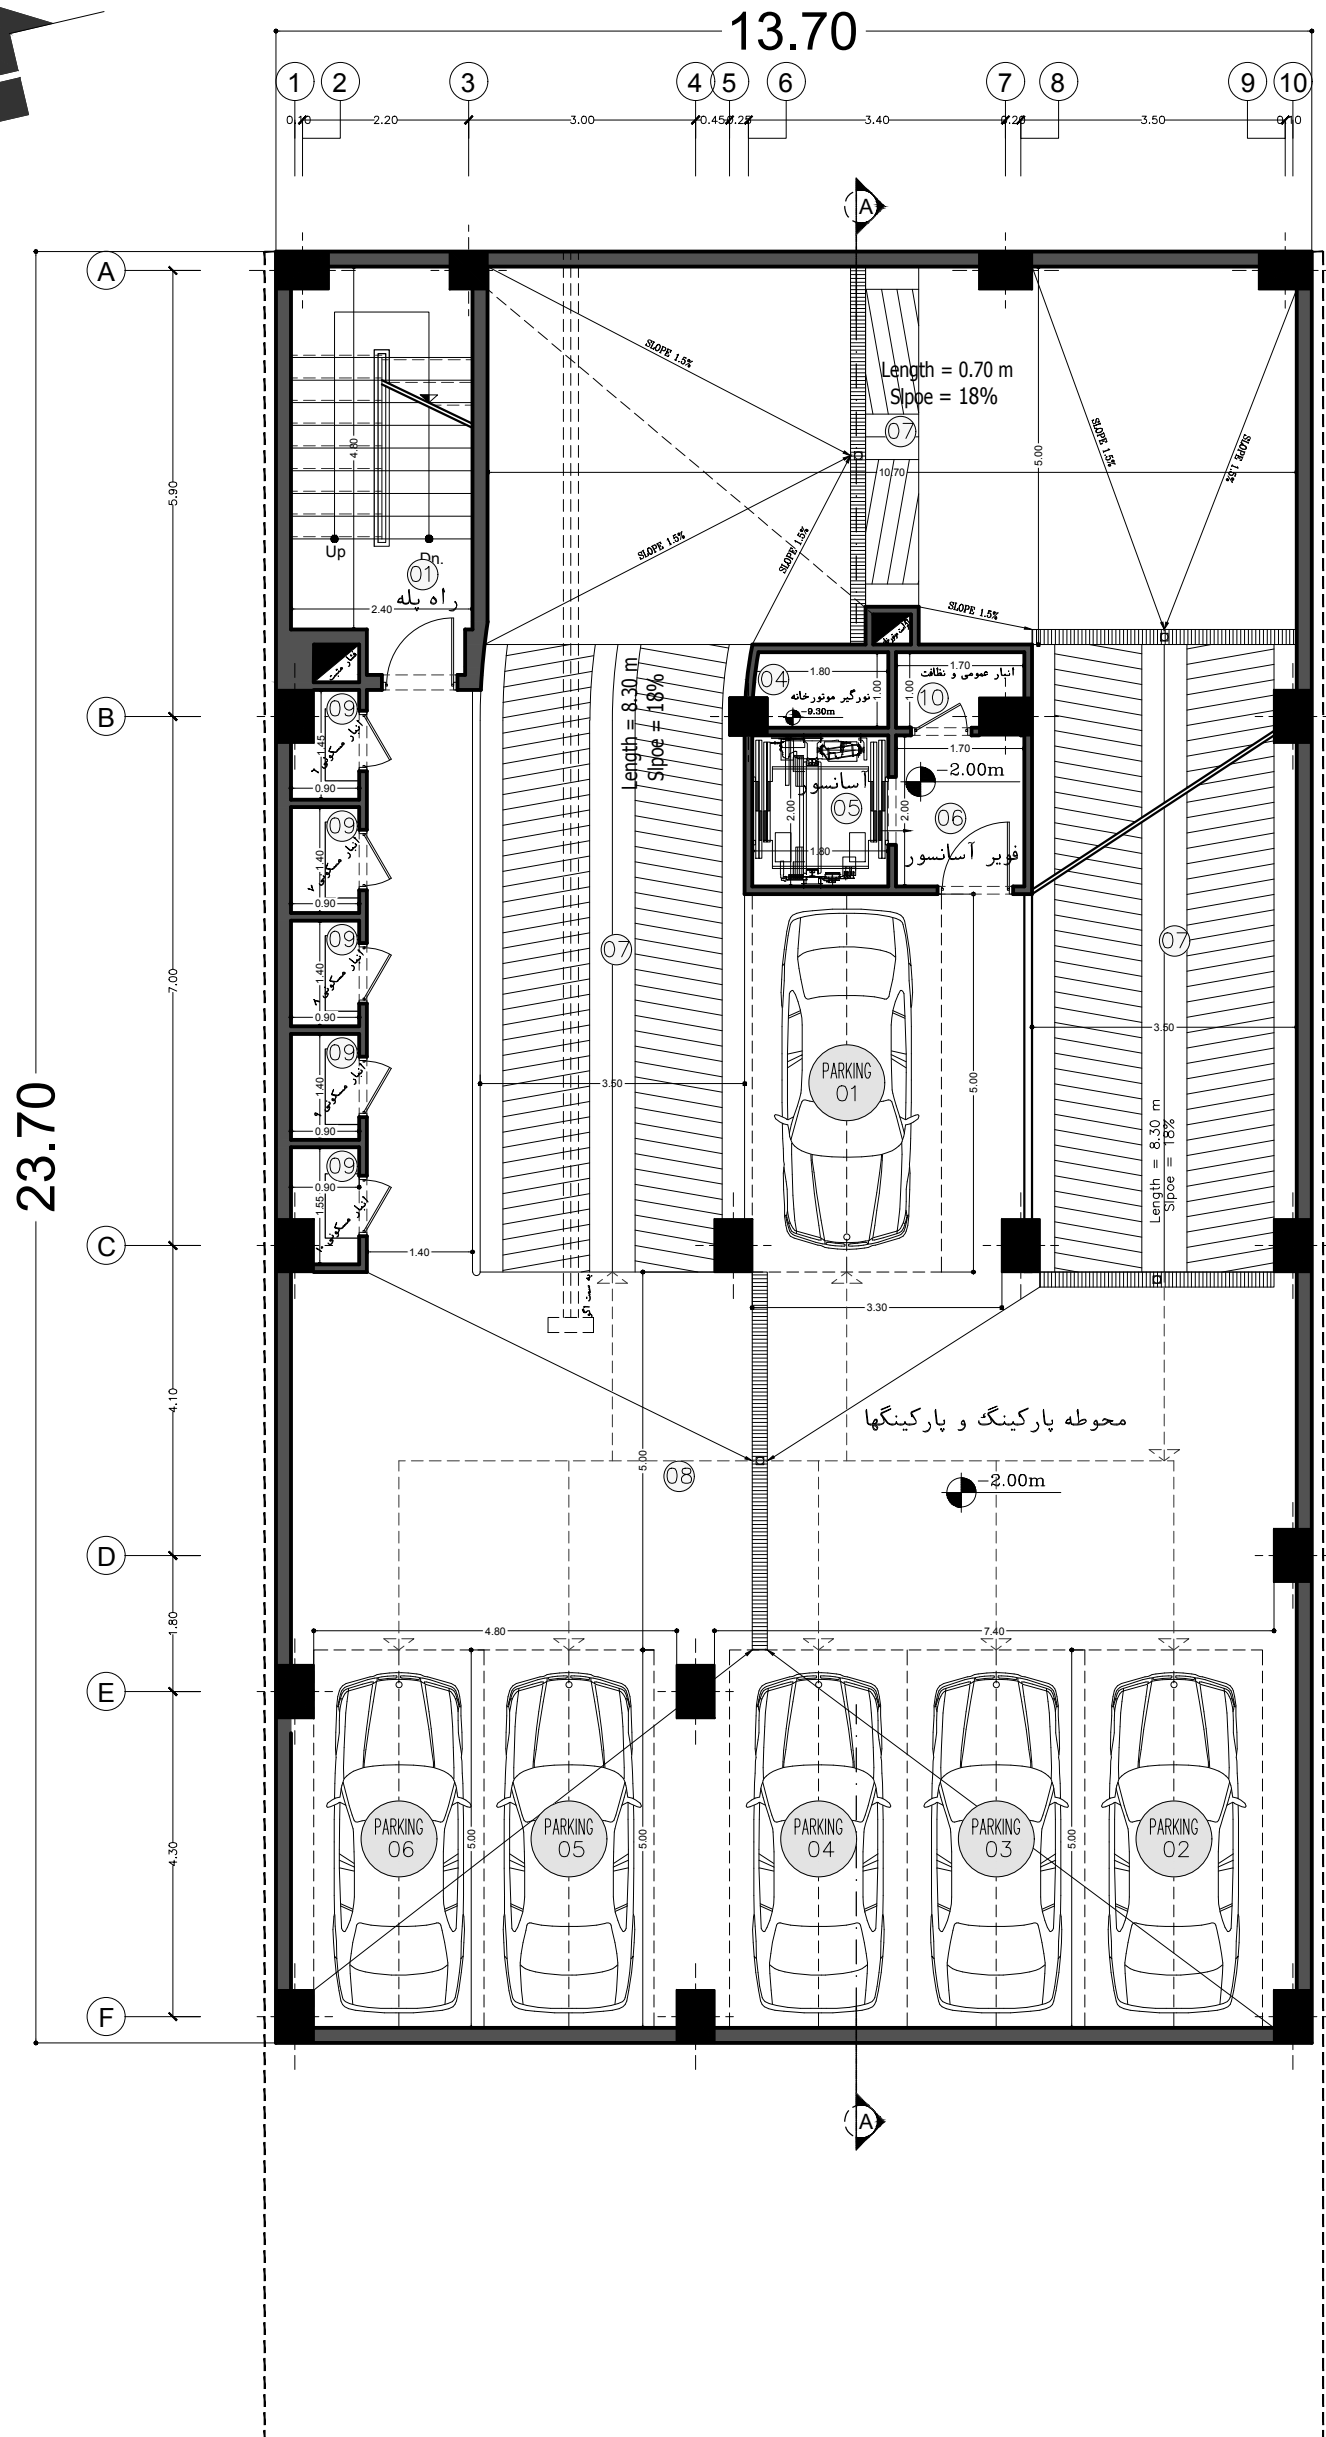 13.70
1 2 3 4 5 6 7 8 9 10
0.10 2.20 3.00 0.45 0.25 3.40 0.20 3.50 0.10
A
A
SLOPE 1.5%
Length = 0.70 m
Slpoe = 18%
07
SLOPE 1.5%
SLOPE 1.5%
4.80
5.00
10.70
5.90
SLOPE 1.5%
SLOPE 1.5%
Up
Dn.
01
راه پله
2.40
SLOPE 1.5%
Length = 8.30 m
Slpoe = 18%
04
1.80
1.00
نورگیر موتورخانه
-9.30m
1.70
انبار عمومی و نظافت
1.00
10
B
09
1.45
0.90
آسانسور
05
2.00
1.80
1.70
-2.00m
06
2.00
فویر آسانسور
09
1.40
0.90
07
07
09
1.40
0.90
7.00
3.50
09
1.40
0.90
PARKING
01
5.00
3.50
23.70
Length = 8.30 m
Slpoe = 18%
09
0.90
1.55
C
1.40
3.30
4.10
محوطه پارکینگ و پارکینگها
5.00
08
-2.00m
D
1.80
4.80
7.40
E
PARKING
06
PARKING
05
PARKING
04
PARKING
03
PARKING
02
5.00
5.00
5.00
4.30
F
A